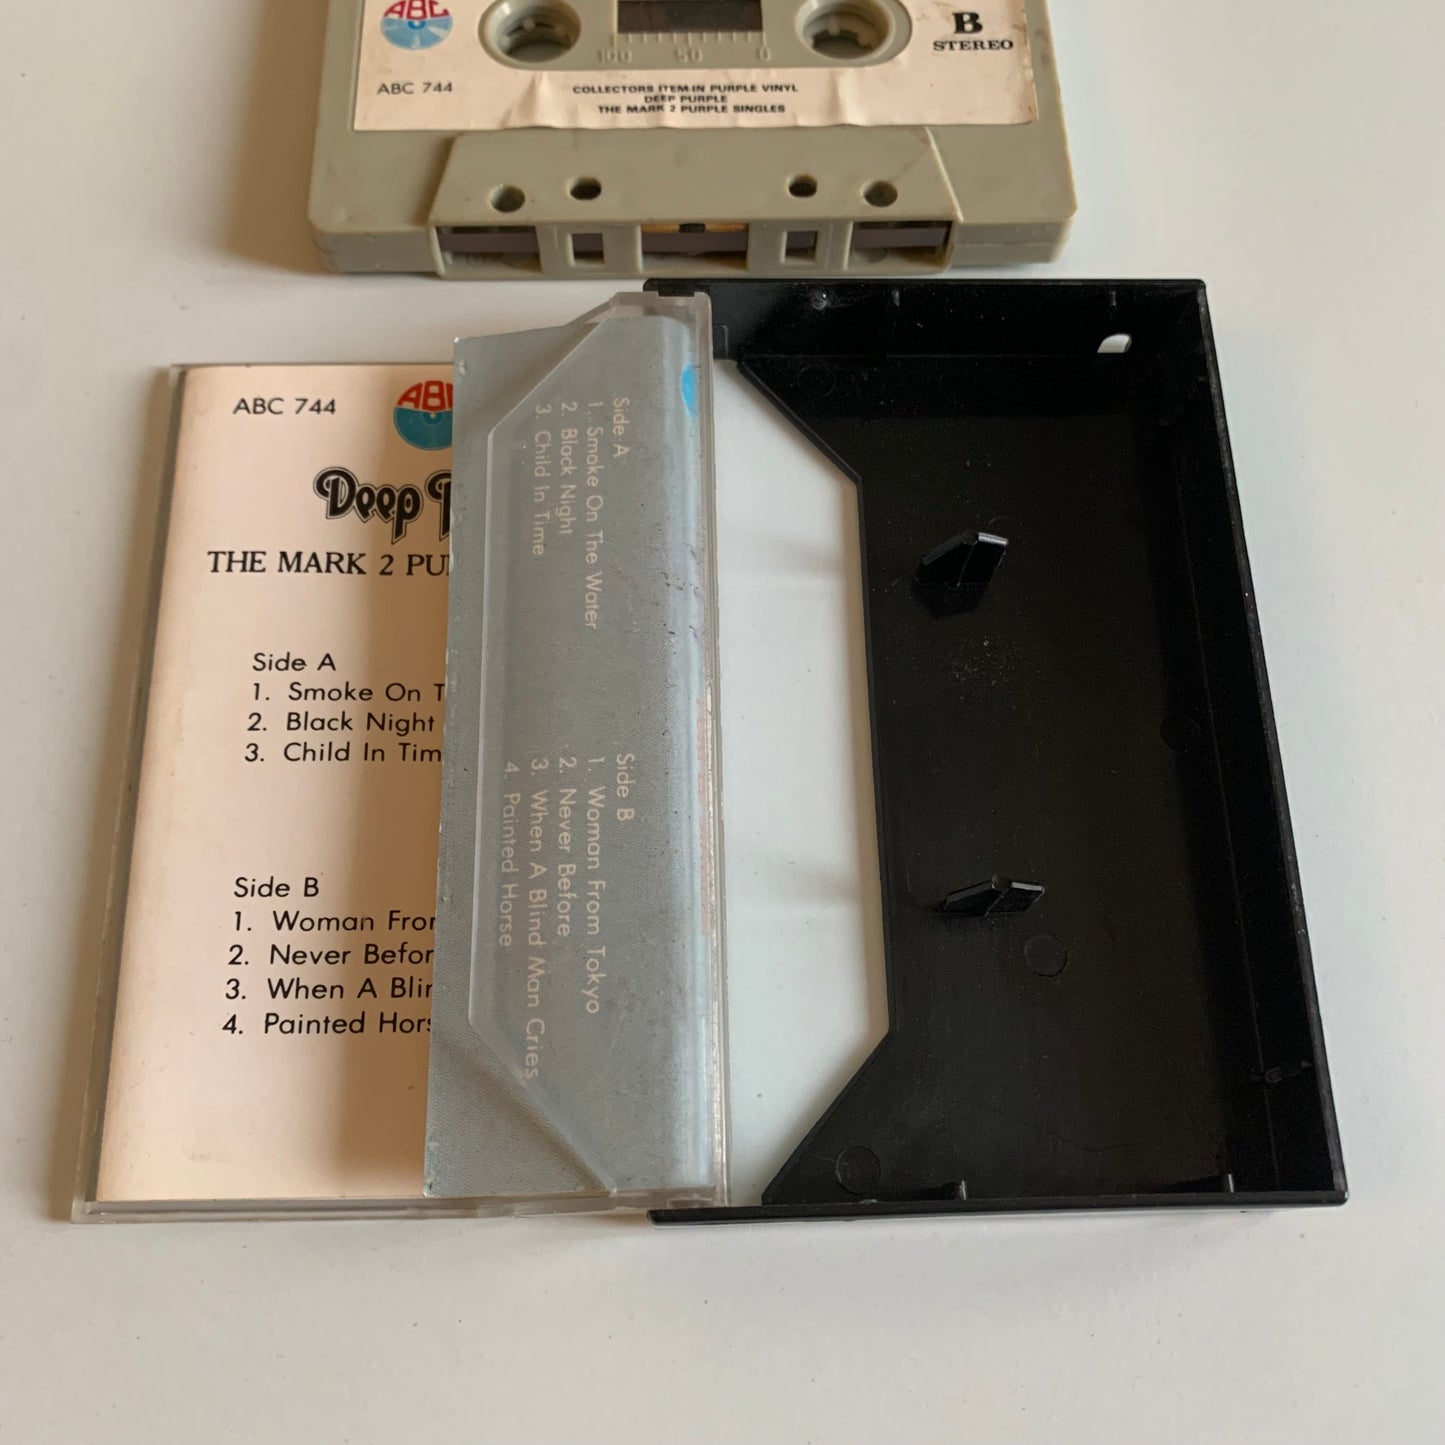 ABC
B
STEREO
100 50 0
ABC 744
COLLECTORS ITEM-IN PURPLE VINYL
DEEP PURPLE
THE MARK 2 PURPLE SINGLES
ABC 744
ABC
Deep P
THE MARK 2 PU
Side A
1. Smoke On T
2. Black Night
3. Child In Tim
Side B
1. Woman From
2. Never Befor
3. When A Blin
4. Painted Hors
Side A
1. Smoke On The Water
2. Black Night
3. Child In Time
Side B
1. Woman From Tokyo
2. Never Before
3. When A Blind Man Cries
4. Painted Horse